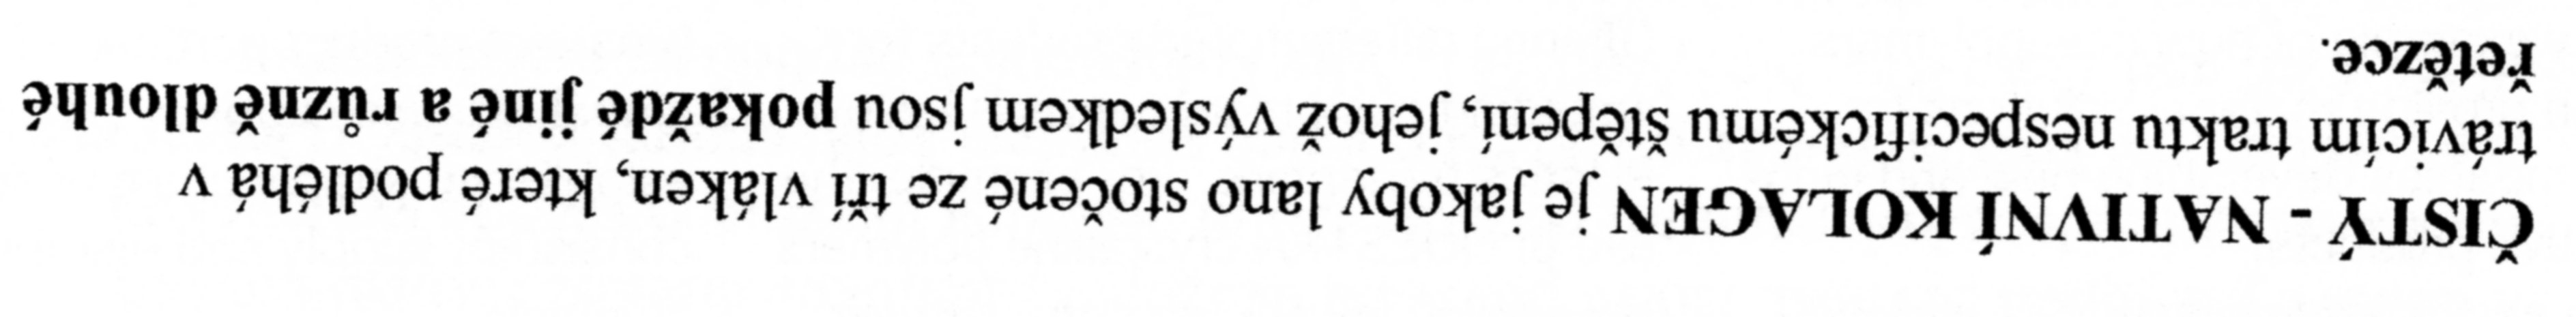 ČISTÝ - NATIVNÍ KOLAGEN je jakoby lano stočené ze tří vláken, které podléhá v
trávicím traktu nespecifickému štěpení, jehož výsledkem jsou pokaždé jiné a různě dlouhé
řetězce.